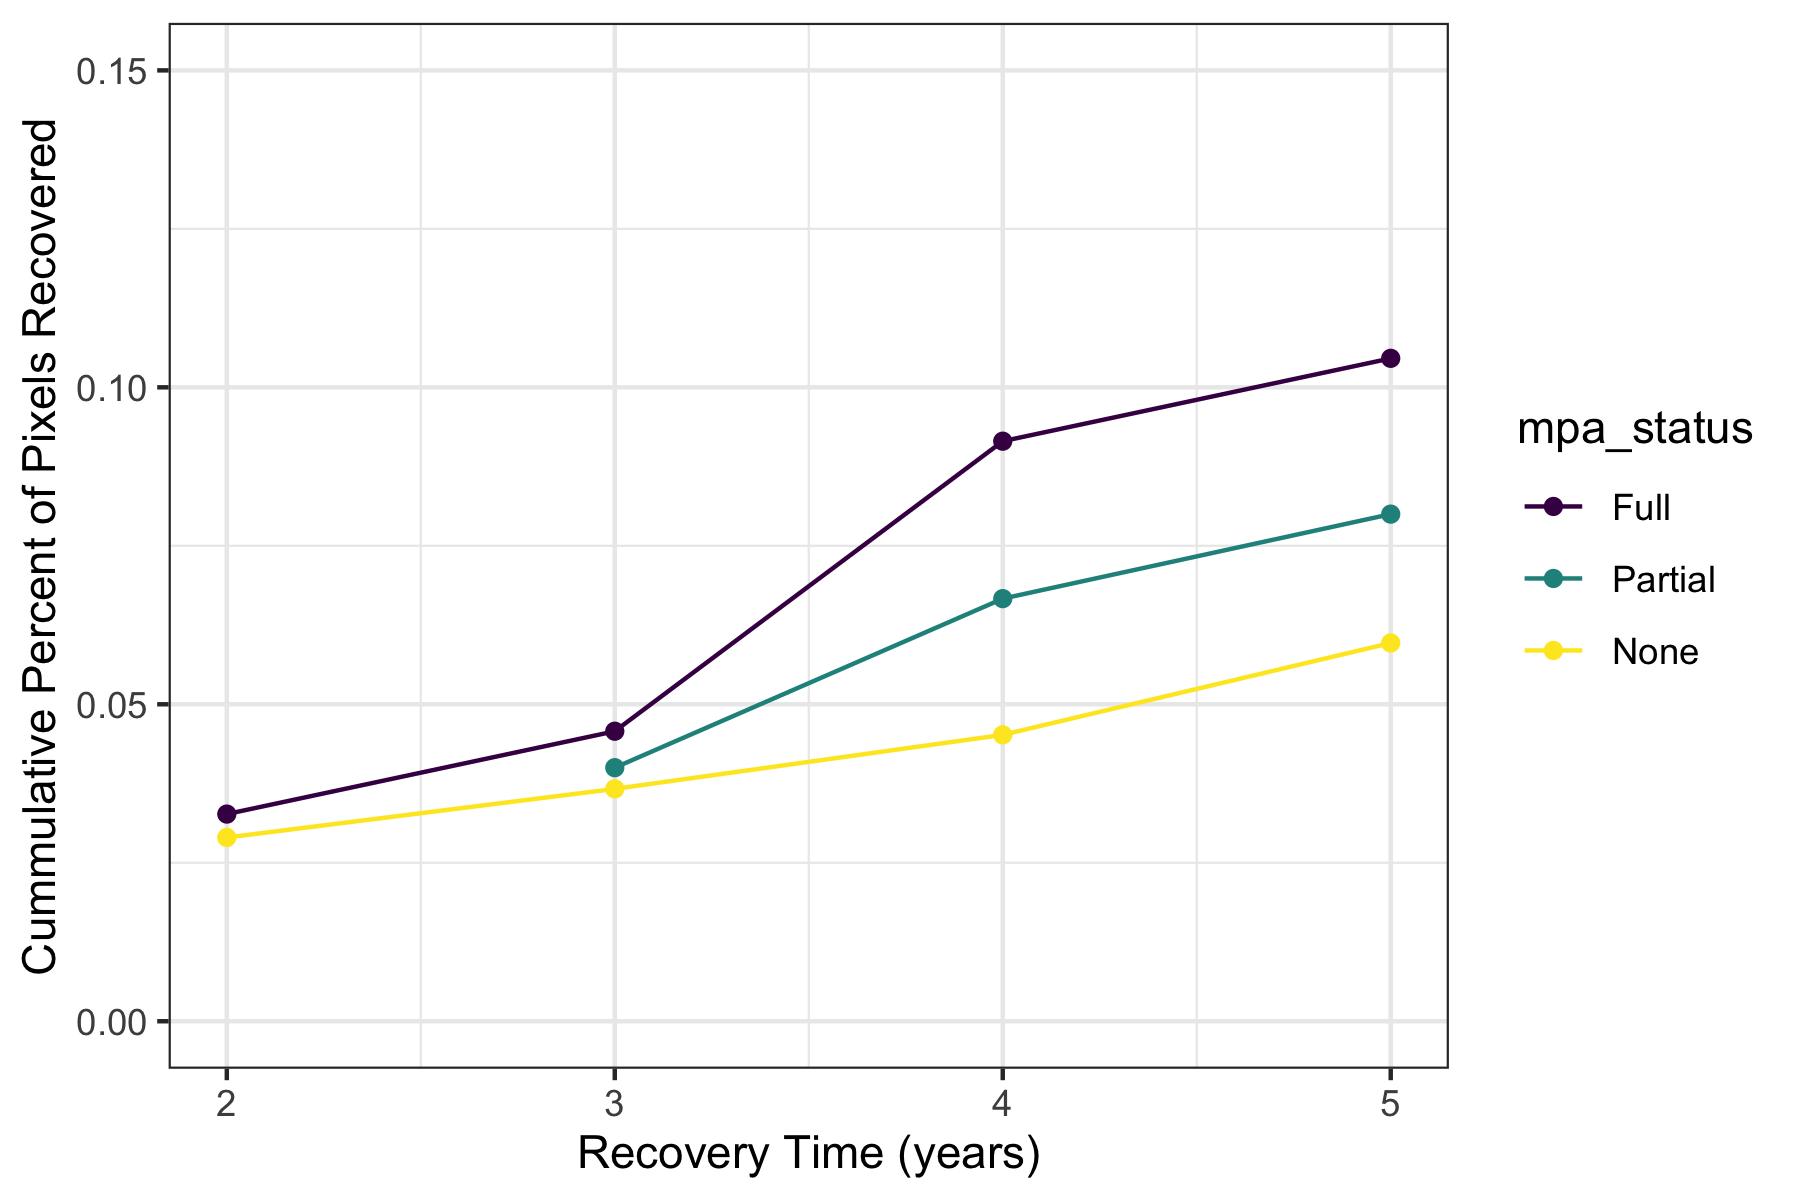 Cummulative Percent of Pixels Recovered
0.15
0.10
0.05
0.00
2
3
4
5
Recovery Time (years)
mpa_status
Full
Partial
None